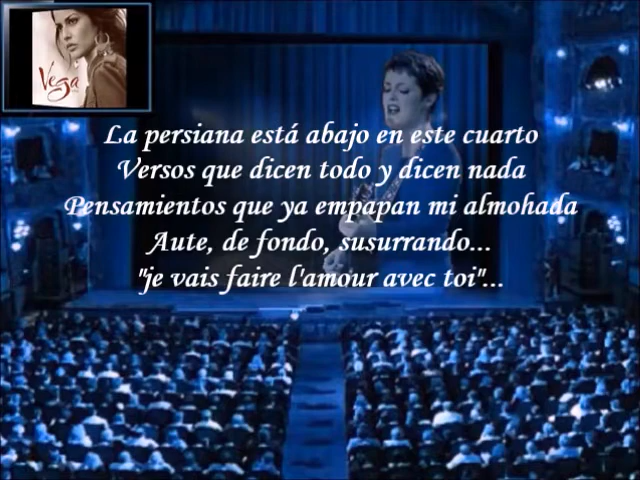 Vega
La persiana está abajo en este cuarto
Versos que dicen todo y dicen nada
Pensamientos que ya empapan mi almohada
Aute, de fondo, susurrando...
"je vais faire l'amour avec toi"...